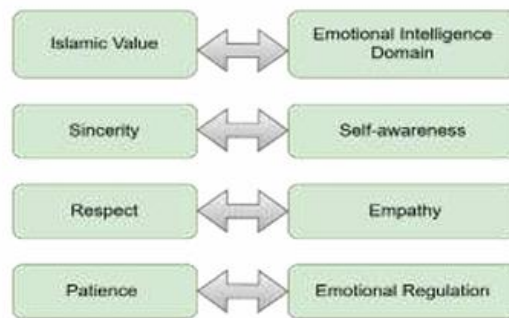 Islamic Value
Emotional Intelligence
Domain
Sincerity
Self-awareness
Respect
Empathy
Patience
Emotional Regulation